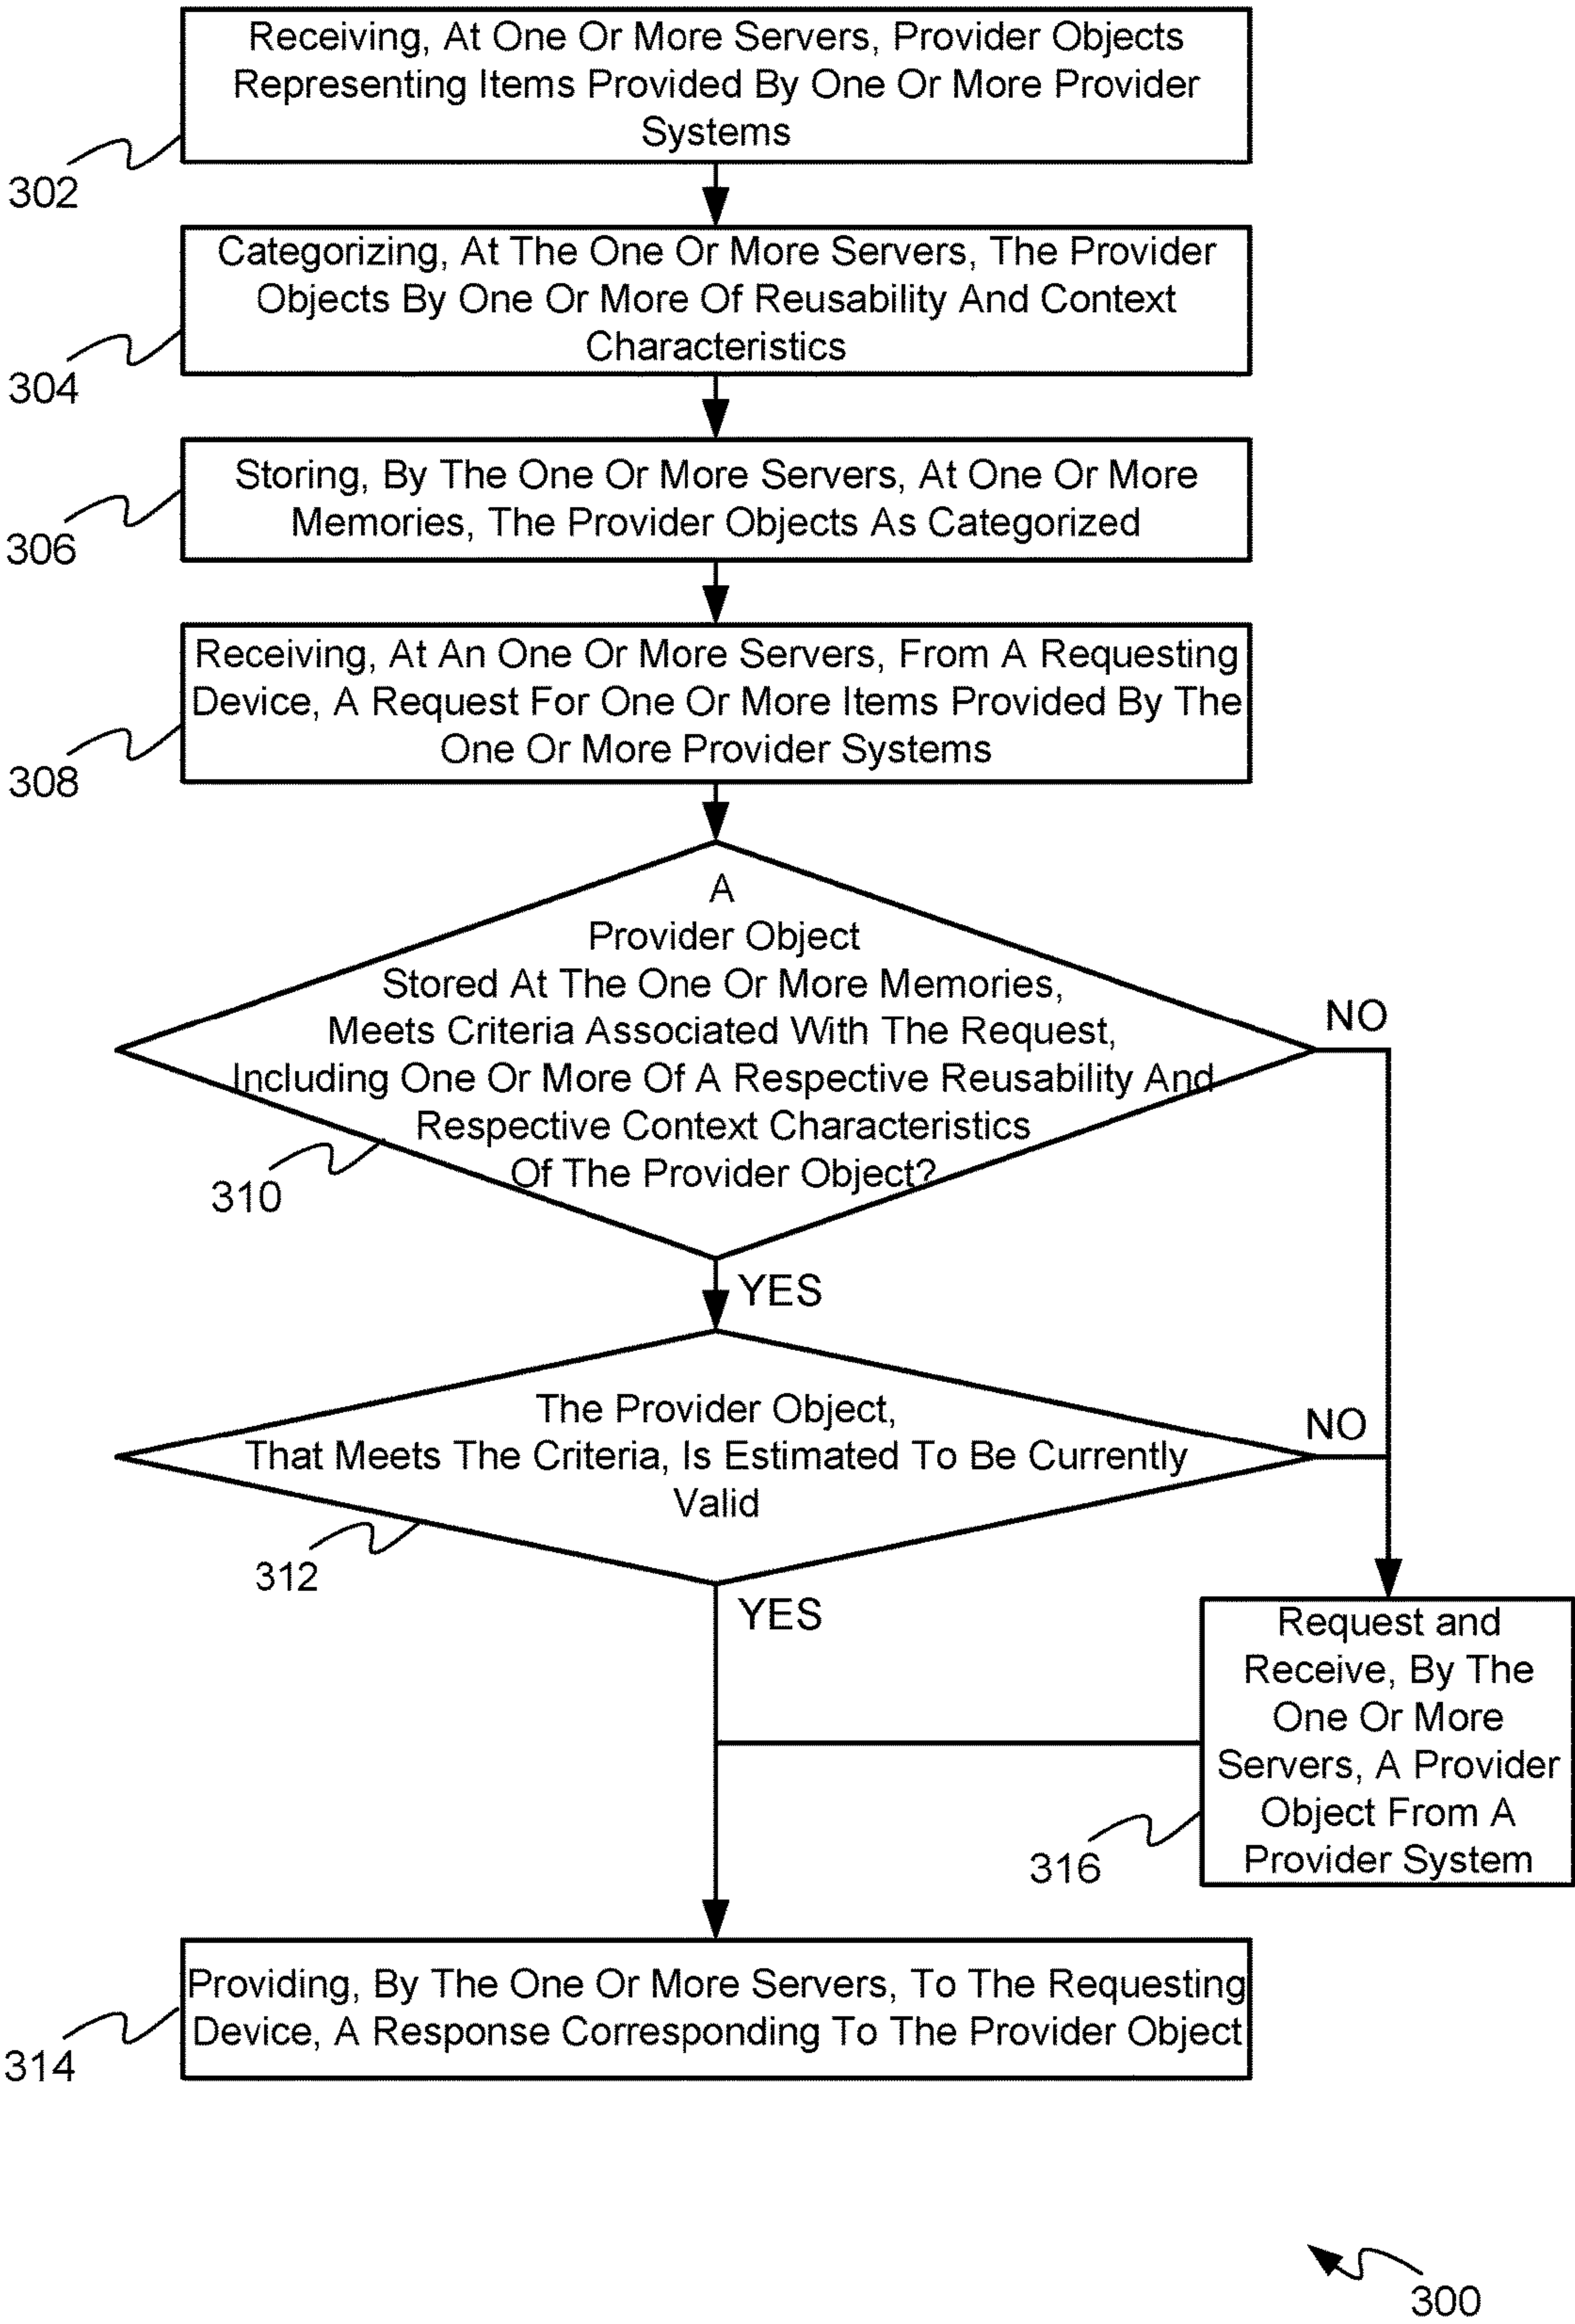 Receiving, At One Or More Servers, Provider Objects
Representing Items Provided By One Or More Provider
Systems
302
Categorizing, At The One Or More Servers, The Provider
Objects By One Or More Of Reusability And Context
Characteristics
304
Storing, By The One Or More Servers, At One Or More
Memories, The Provider Objects As Categorized
306
Receiving, At An One Or More Servers, From A Requesting
Device, A Request For One Or More Items Provided By The
One Or More Provider Systems
308
A
Provider Object
Stored At The One Or More Memories,
Meets Criteria Associated With The Request,
Including One Or More Of A Respective Reusability And
Respective Context Characteristics
Of The Provider Object?
310
NO
YES
The Provider Object,
That Meets The Criteria, Is Estimated To Be Currently
Valid
312
NO
YES
Request and
Receive, By The
One Or More
Servers, A Provider
Object From A
Provider System
316
Providing, By The One Or More Servers, To The Requesting
Device, A Response Corresponding To The Provider Object
314
300